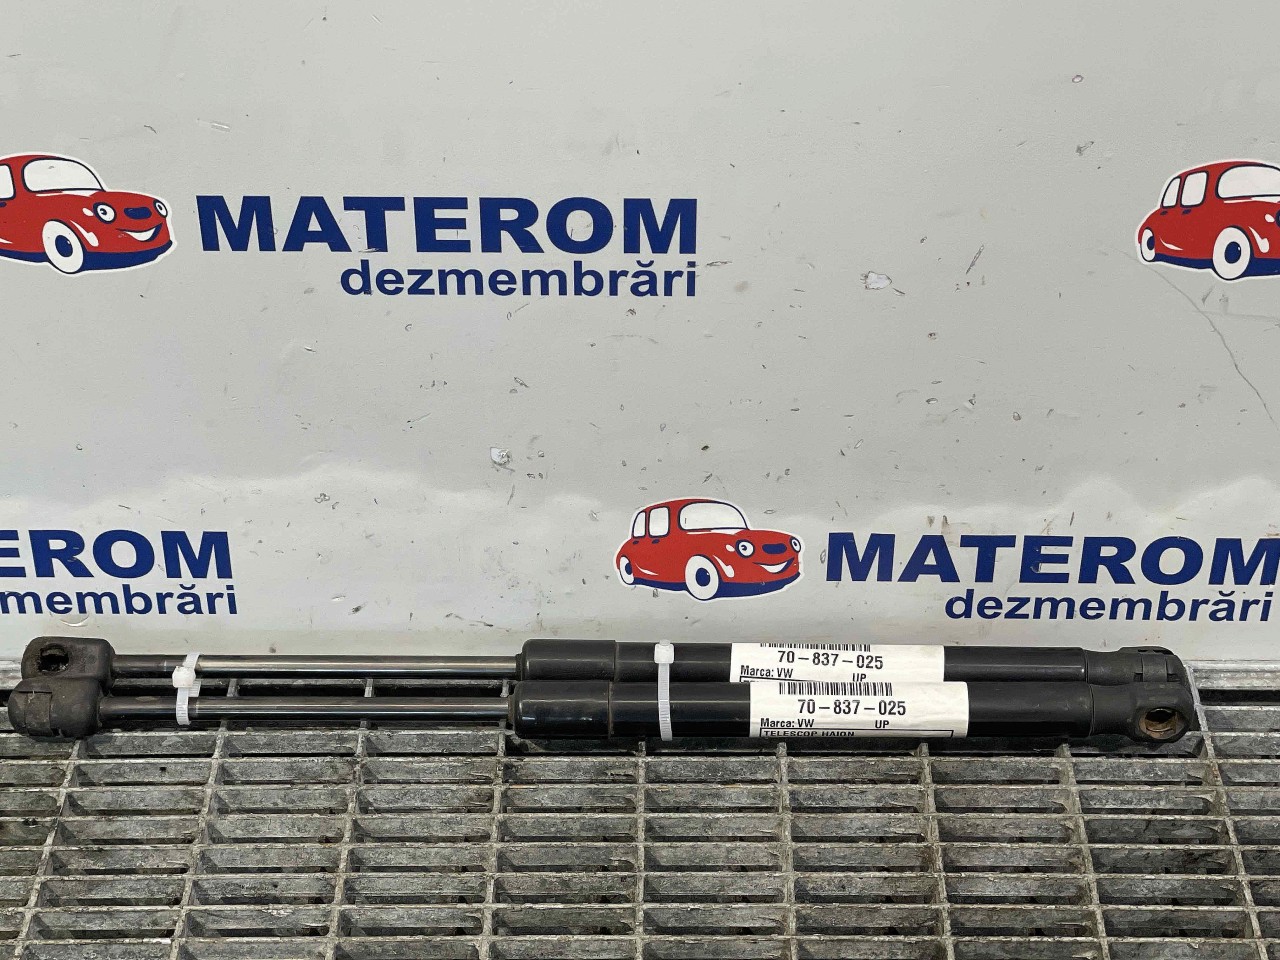 MATEROM
dezmembrări
EROM
membrări
MATEROM
dezmembrări
70-837-025
Marca: VW UP
70-837-025
Marca: VW UP
TELESCOP HAION